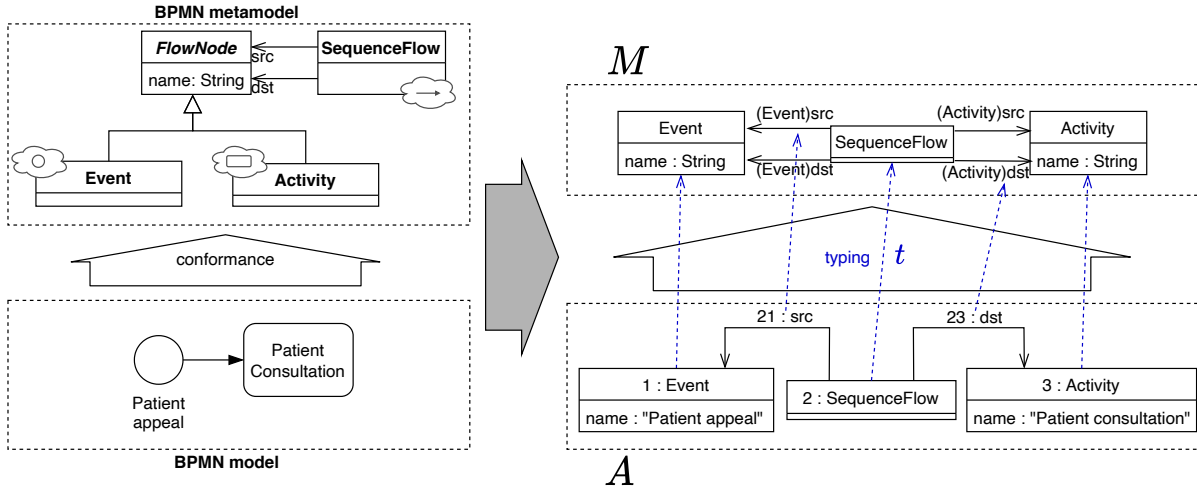 BPMN metamodel
FlowNode
SequenceFlow
src
name: String
dst
Event
Activity
conformance
Patient
Consultation
Patient
appeal
BPMN model
M
(Event)src
(Activity)src
Event
SequenceFlow
Activity
name : String
name : String
(Event)dst
(Activity)dst
typing t
21 : src
23 : dst
1 : Event
2 : SequenceFlow
3 : Activity
name : "Patient appeal"
name : "Patient consultation"
A